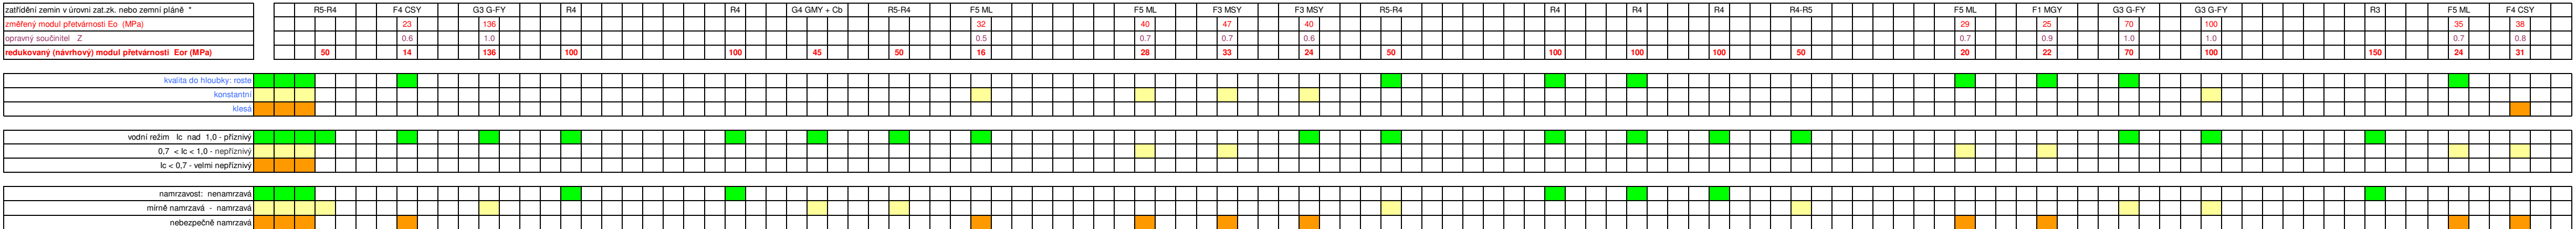 zatřídění zemin v úrovni zat.zk. nebo zemní pláně * R5-R4 F4 CSY G3 G-FY R4 R4 G4 GMY + Cb R5-R4 F5 ML F5 ML F3 MSY F3 MSY R5-R4 R4 R4 R4 R4-R5 F5 ML F1 MGY G3 G-FY G3 G-FY R3 F5 ML F4 CSY
změřený modul přetvárnosti Eo (MPa) 23 136 32 40 47 40 29 25 70 100 35 38
opravný součinitel Z 0.6 1.0 0.5 0.7 0.7 0.6 0.7 0.9 1.0 1.0 0.7 0.8
redukovaný (návrhový) modul přetvárnosti Eor (MPa) 50 14 136 100 100 45 50 16 28 33 24 50 100 100 100 50 20 22 70 100 150 24 31
kvalita do hloubky: roste
konstantní
klesá
vodní režim Ic nad 1,0 - příznivý
0,7 < Ic < 1,0 - nepříznivý
Ic < 0,7 - velmi nepříznivý
namrzavost: nenamrzavá
mírně namrzavá - namrzavá
nebezpečně namrzavá